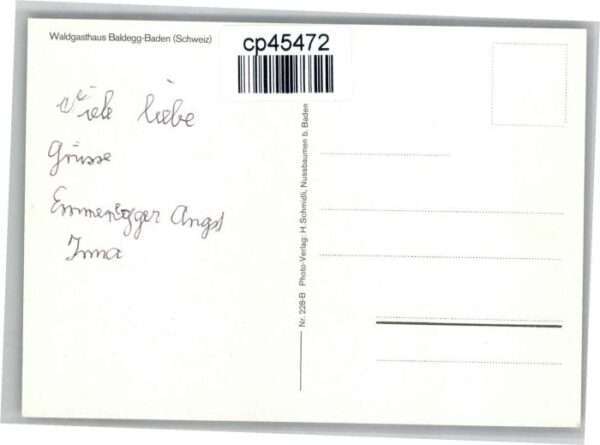 Waldgasthaus Baldegg-Baden (Schweiz)
cp45472
Viele liebe
Grüsse
Emmenegger Angst
Irma
Nr. 228-B Photo-Verlag: H. Schmidli, Nussbaumen b. Baden